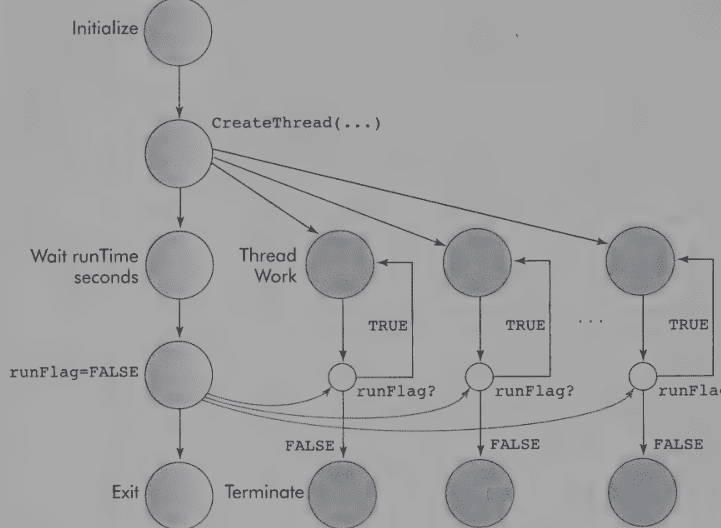 Initialize
CreateThread(...)
Wait runTime
seconds
Thread
Work
TRUE
TRUE
...
TRUE
runFlag=FALSE
runFlag?
runFlag?
FALSE
FALSE
FALSE
Exit
Terminate